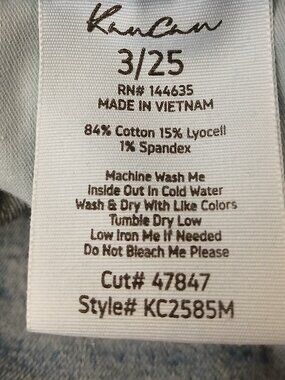 KanCan
3/25
RN# 144635
MADE IN VIETNAM
84% Cotton 15% Lyocell
1% Spandex
Machine Wash Me
Inside Out In Cold Water
Wash & Dry With Like Colors
Tumble Dry Low
Low Iron Me If Needed
Do Not Bleach Me Please
Cut# 47847
Style# KC2585M